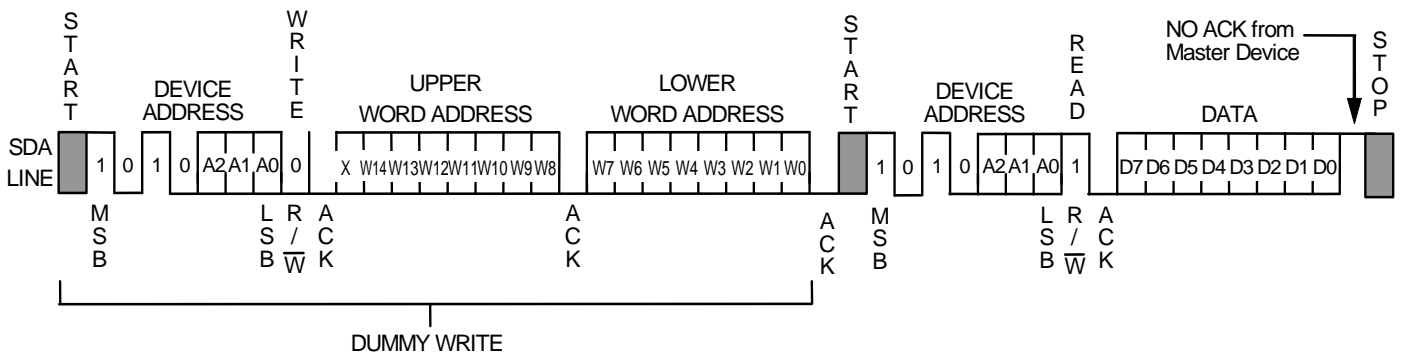 START
WRITE
START
READ
NO ACK from
Master Device
STOP
DEVICE
ADDRESS
UPPER
WORD ADDRESS
LOWER
WORD ADDRESS
DEVICE
ADDRESS
DATA
SDA
LINE
1 0 1 0 A2 A1 A0 0 X W14 W13 W12 W11 W10 W9 W8 W7 W6 W5 W4 W3 W2 W1 W0 1 0 1 0 A2 A1 A0 1 D7 D6 D5 D4 D3 D2 D1 D0
MSB
LSB
R/W̅
ACK
ACK
ACK
MSB
LSB
R/W̅
ACK
DUMMY WRITE